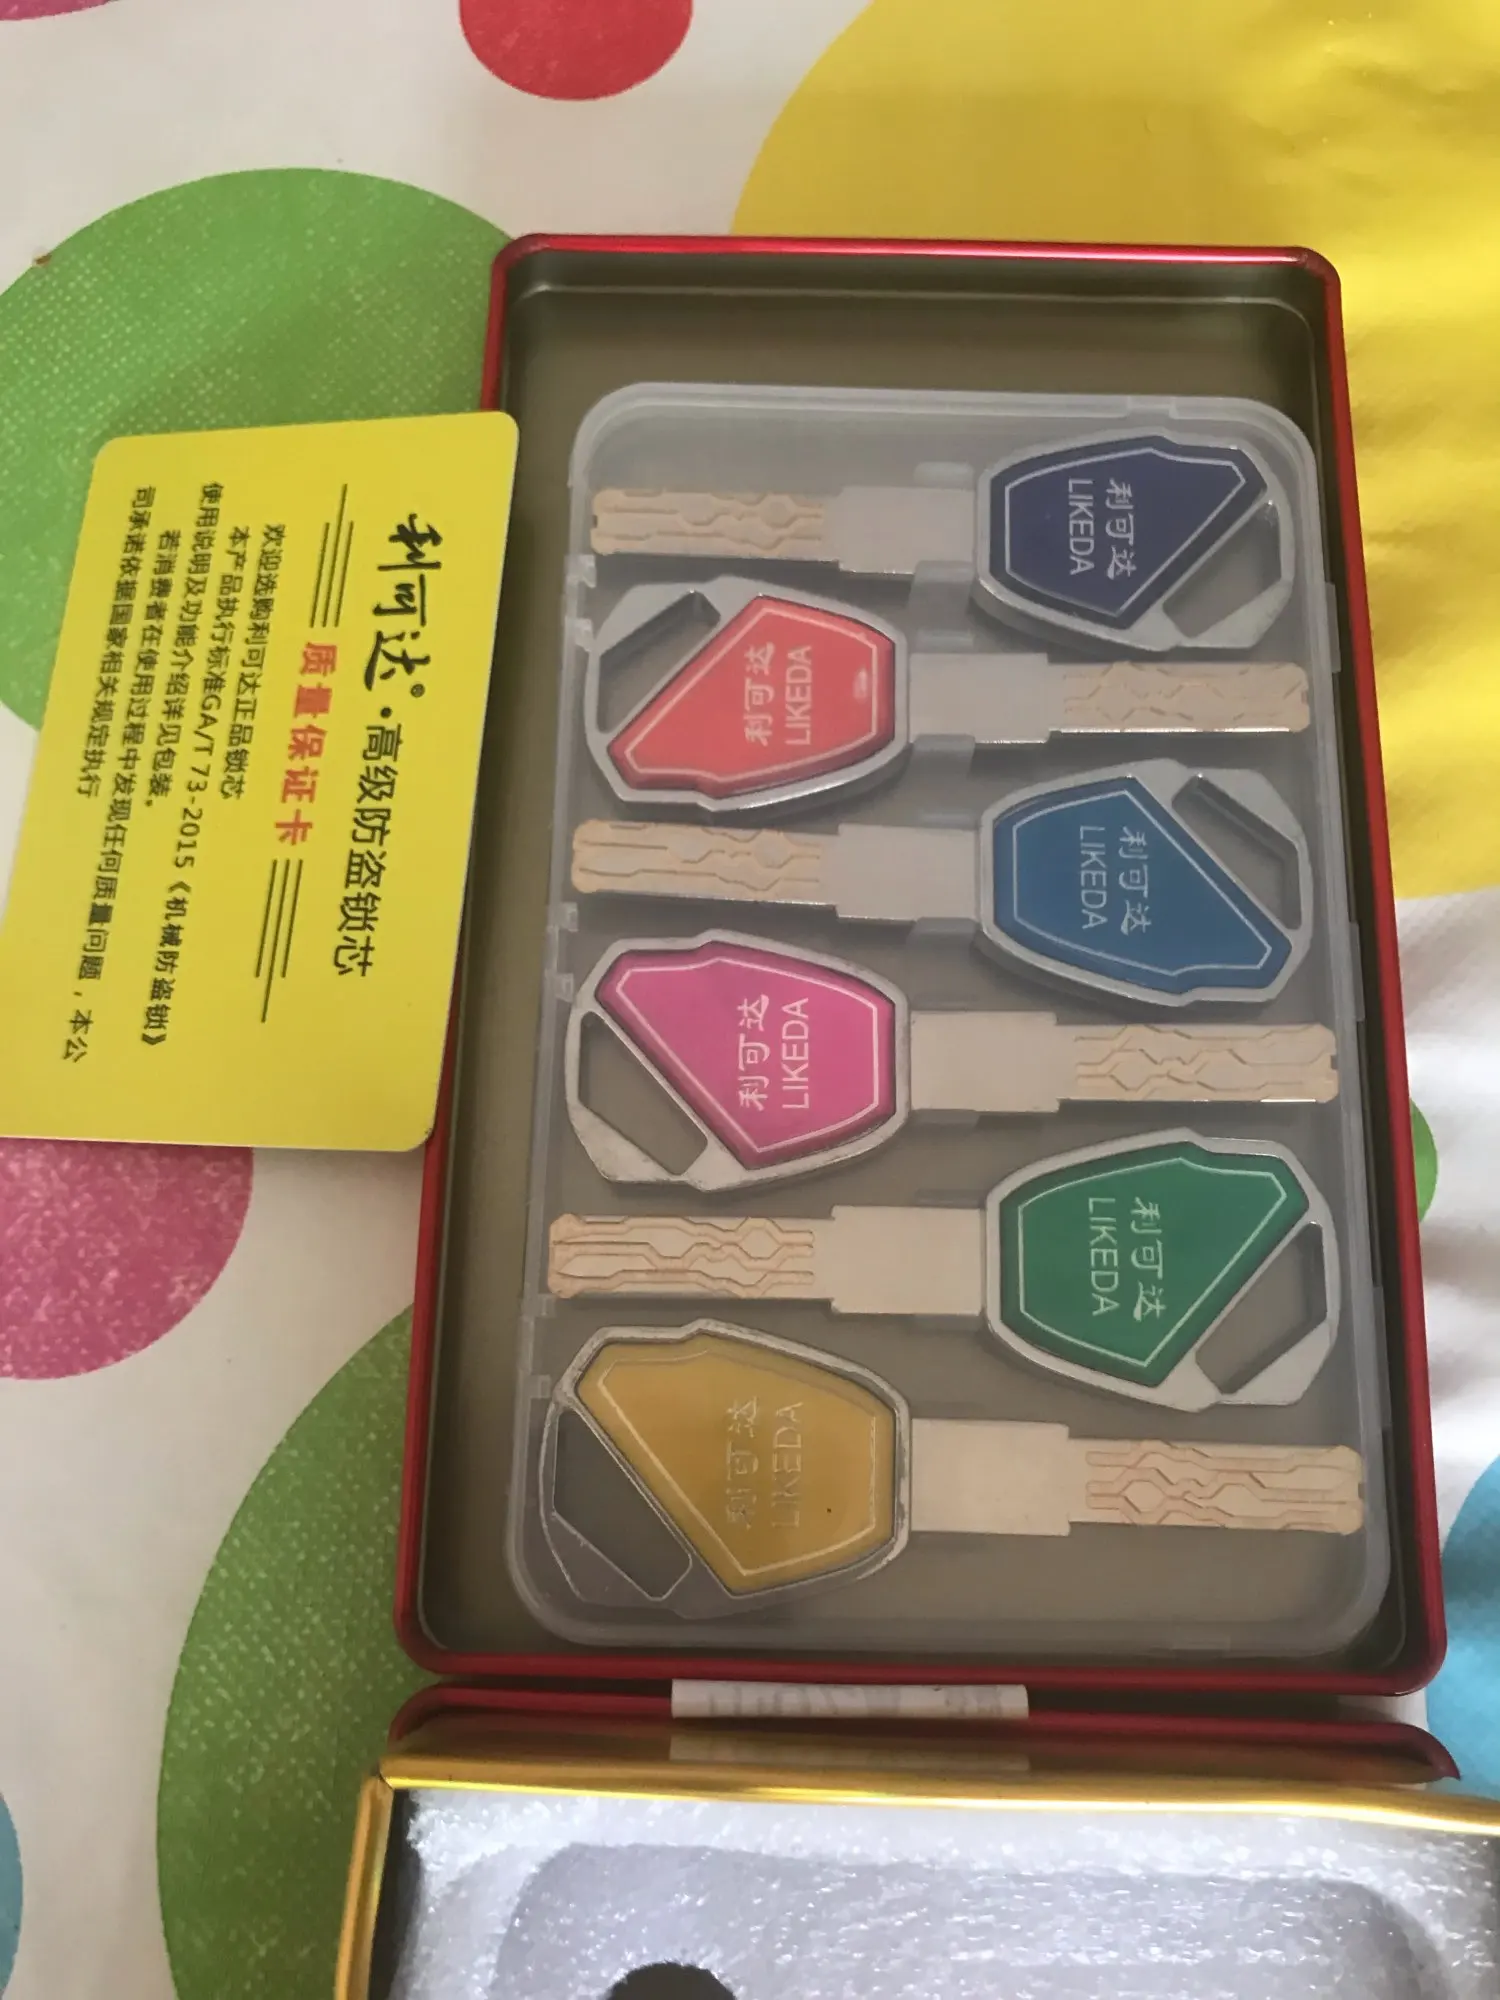 利可达®·高级防盗锁芯
质量保证卡
欢迎选购利可达正品锁芯
本产品执行标准GA/T 73-2015《机械防盗锁》
使用说明及功能介绍详见包装。
若消费者在使用过程中发现任何质量问题，本公
司承诺依据国家相关规定执行
利可达
LIKEDA
利可达
LIKEDA
利可达
LIKEDA
利可达
LIKEDA
利可达
LIKEDA
利可达
LIKEDA